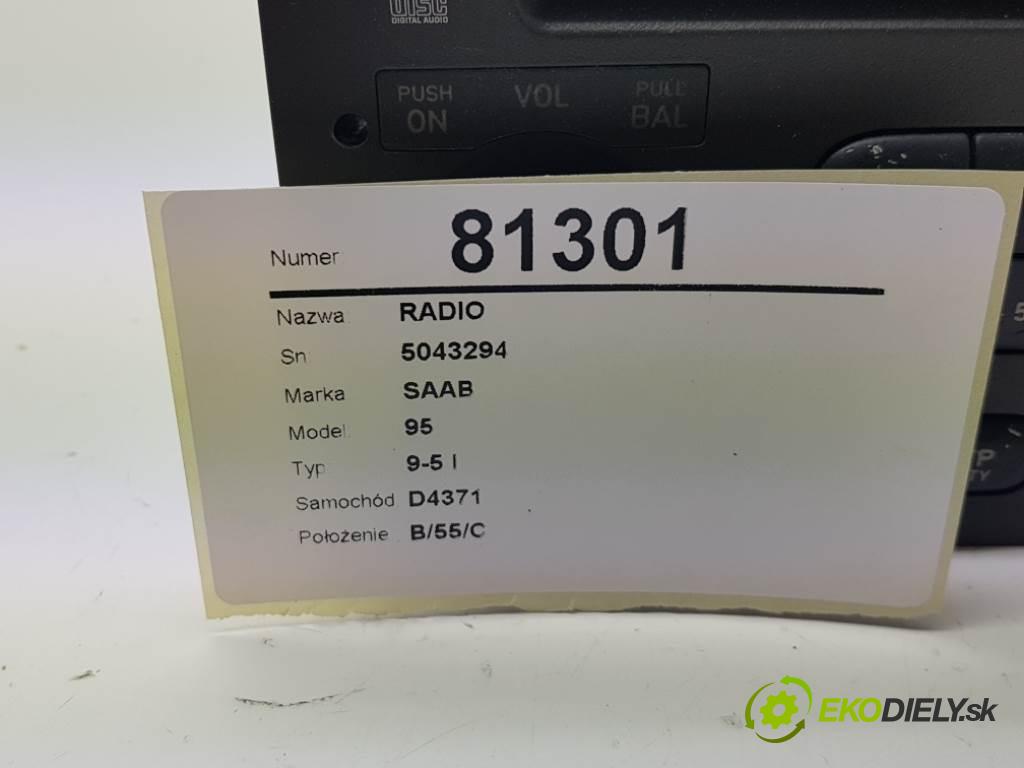 DISC
DIGITAL AUDIO
PUSH ON VOL PULL BAL
Numer 81301
Nazwa RADIO
Sn 5043294
Marka SAAB
Model 95
Typ 9-5 I
Samochód D4371
Położenie B/55/C
5
EKODIELY.sk